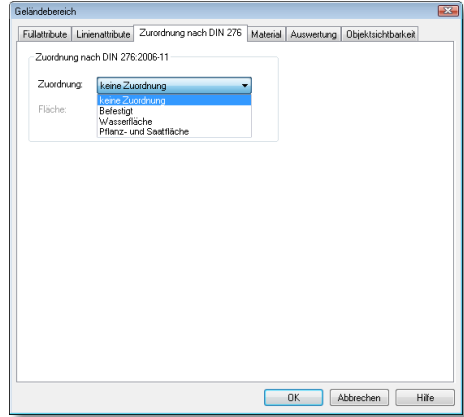 Geländebereich
Füllattribute Linienattribute Zurordnung nach DIN 276 Material Auswertung Objektsichtbarkeit
Zuordnung nach DIN 276:2006-11
Zuordnung: keine Zuordnung
keine Zuordnung
Fläche: Befestigt
Wasserfläche
Pflanz- und Saatfläche
OK Abbrechen Hilfe